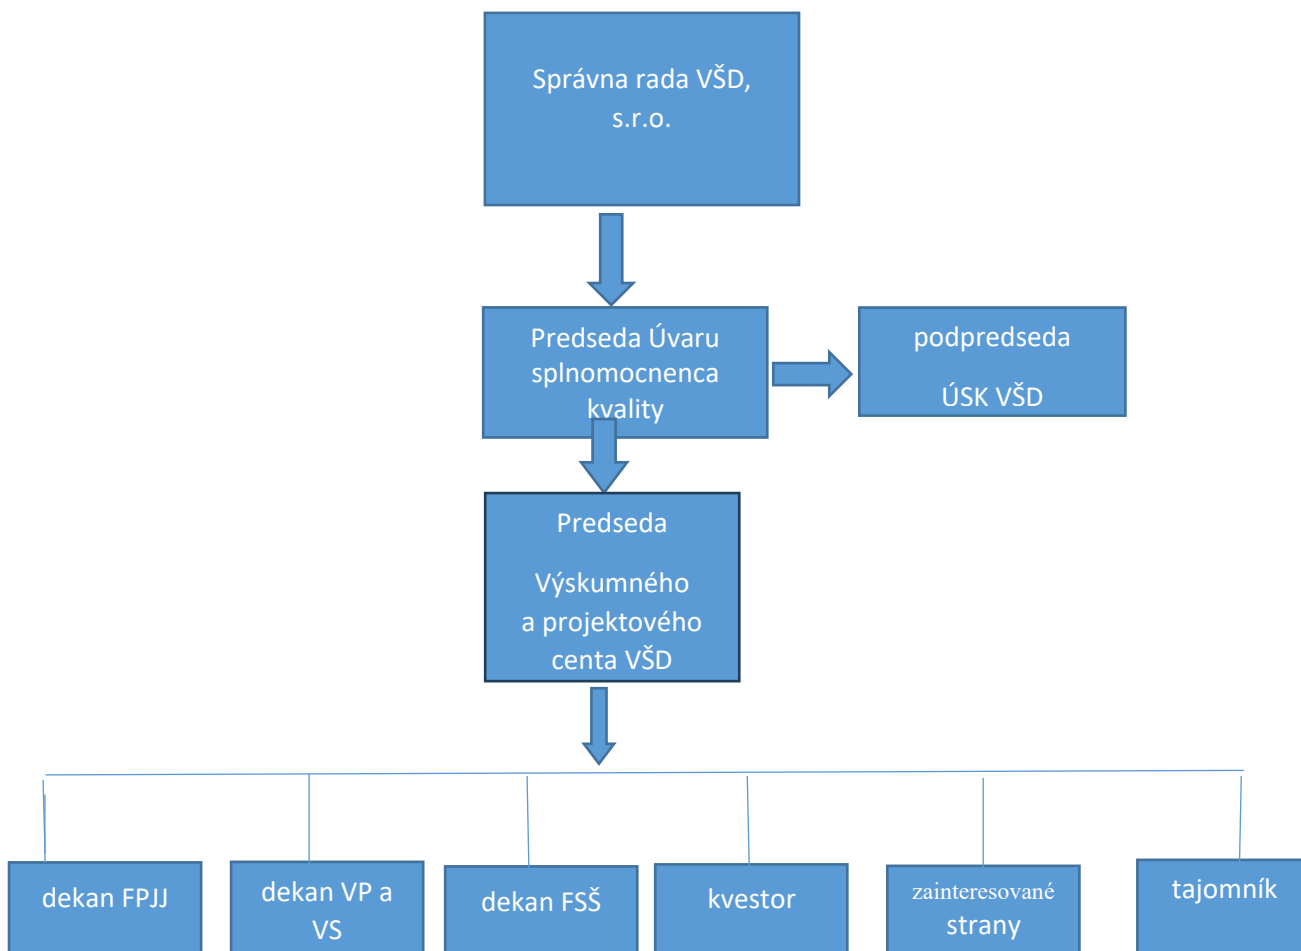 Správna rada VŠD,
s.r.o.
Predseda Úvaru
splnomocnenca
kvality
podpredseda
ÚSK VŠD
Predseda
Výskumného
a projektového
centa VŠD
dekan FPJJ
dekan VP a
VS
dekan FSŠ
kvestor
zainteresované
strany
tajomník